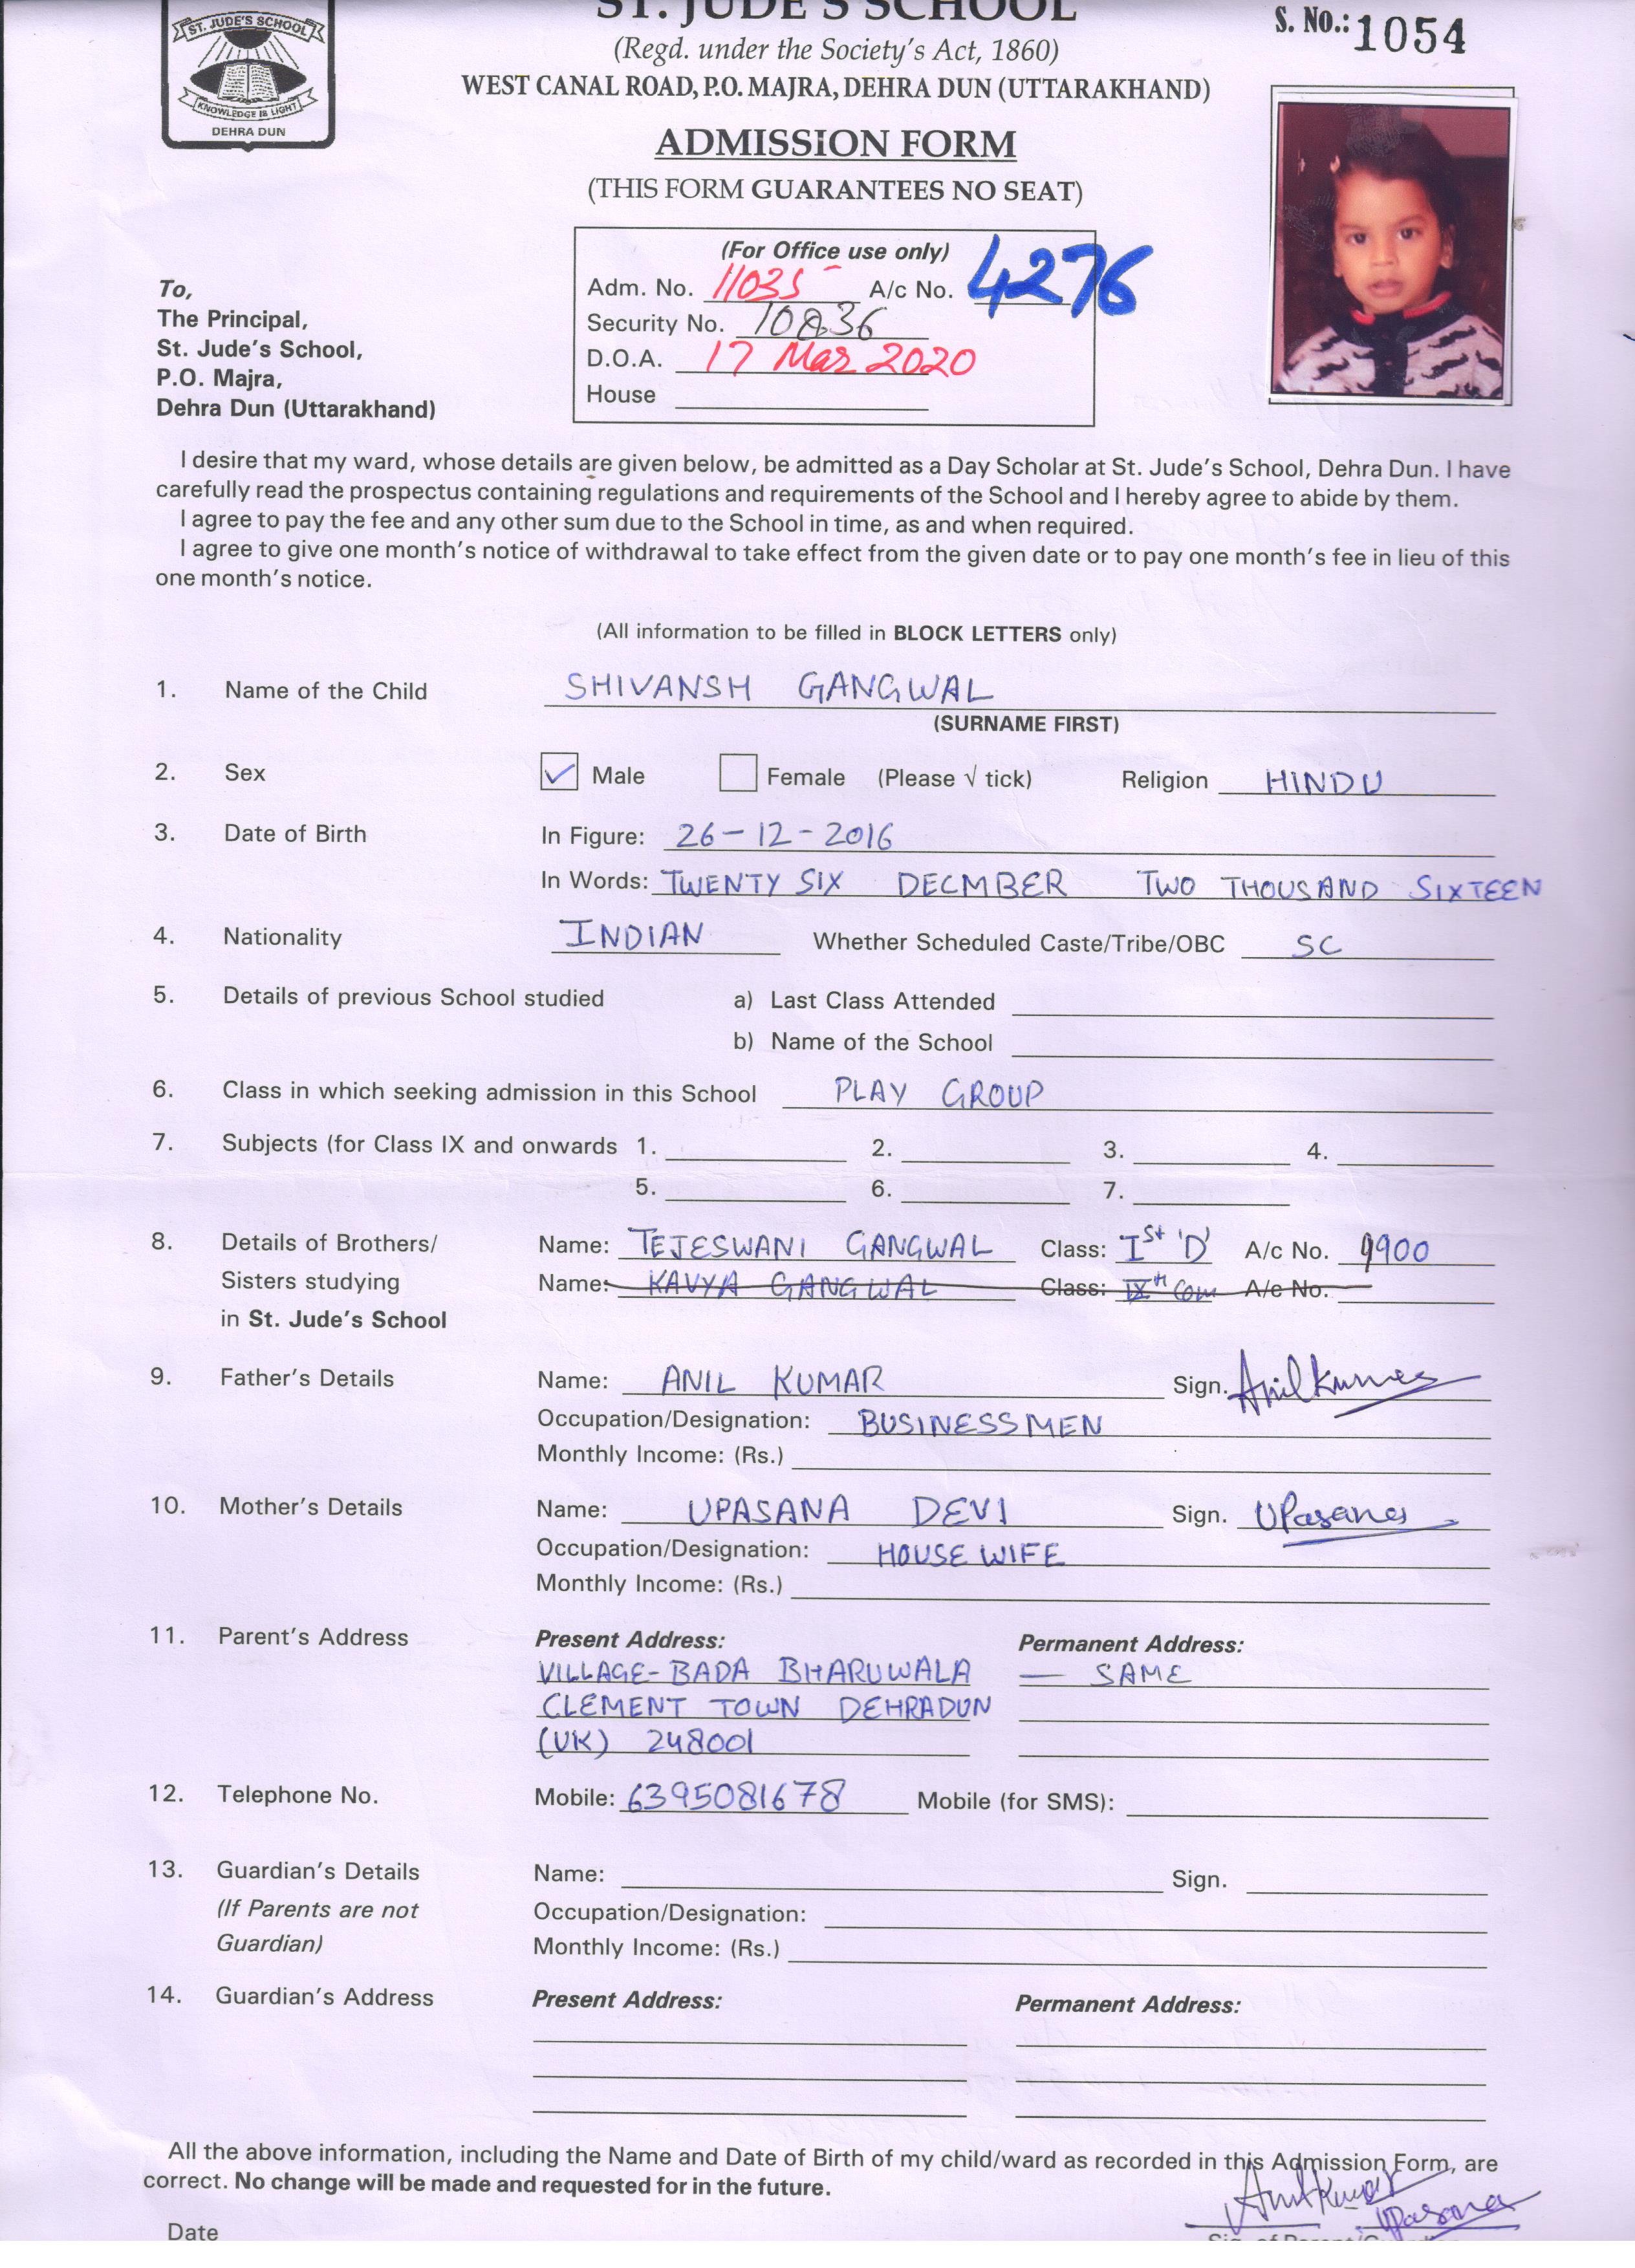 ST. JUDE'S SCHOOL
KNOWLEDGE IS LIGHT
DEHRA DUN
ST. JUDE'S SCHOOL
(Regd. under the Society's Act, 1860)
WEST CANAL ROAD, P.O. MAJRA, DEHRA DUN (UTTARAKHAND)
S. No.: 1054
ADMISSION FORM
(THIS FORM GUARANTEES NO SEAT)
(For Office use only)
Adm. No. 11035 A/c No. 4276
Security No. 10836
D.O.A. 17 Mar 2020
House
To,
The Principal,
St. Jude's School,
P.O. Majra,
Dehra Dun (Uttarakhand)
I desire that my ward, whose details are given below, be admitted as a Day Scholar at St. Jude's School, Dehra Dun. I have
carefully read the prospectus containing regulations and requirements of the School and I hereby agree to abide by them.
I agree to pay the fee and any other sum due to the School in time, as and when required.
I agree to give one month's notice of withdrawal to take effect from the given date or to pay one month's fee in lieu of this
one month's notice.
(All information to be filled in BLOCK LETTERS only)
1. Name of the Child SHIVANSH GANGWAL
(SURNAME FIRST)
2. Sex ✓ Male Female (Please √ tick) Religion HINDU
3. Date of Birth In Figure: 26-12-2016
In Words: TWENTY SIX DECMBER TWO THOUSAND SIXTEEN
4. Nationality INDIAN Whether Scheduled Caste/Tribe/OBC SC
5. Details of previous School studied a) Last Class Attended
b) Name of the School
6. Class in which seeking admission in this School PLAY GROUP
7. Subjects (for Class IX and onwards 1. 2. 3. 4.
5. 6. 7.
8. Details of Brothers/ Name: TEJESWANI GANGWAL Class: Ist 'D' A/c No. 9900
Sisters studying Name: KAVYA GANGWAL Class: IXth Com A/c No.
in St. Jude's School
9. Father's Details Name: ANIL KUMAR Sign. Anil Kumar
Occupation/Designation: BUSINESSMEN
Monthly Income: (Rs.)
10. Mother's Details Name: UPASANA DEVI Sign. Upasana
Occupation/Designation: HOUSE WIFE
Monthly Income: (Rs.)
11. Parent's Address Present Address: Permanent Address:
VILLAGE-BADA BHARUWALA — SAME
CLEMENT TOWN DEHRADUN
(UK) 248001
12. Telephone No. Mobile: 6395081678 Mobile (for SMS):
13. Guardian's Details Name: Sign.
(If Parents are not Occupation/Designation:
Guardian) Monthly Income: (Rs.)
14. Guardian's Address Present Address: Permanent Address:
All the above information, including the Name and Date of Birth of my child/ward as recorded in this Admission Form, are
correct. No change will be made and requested for in the future.
Anil Kumar
Upasana
Date